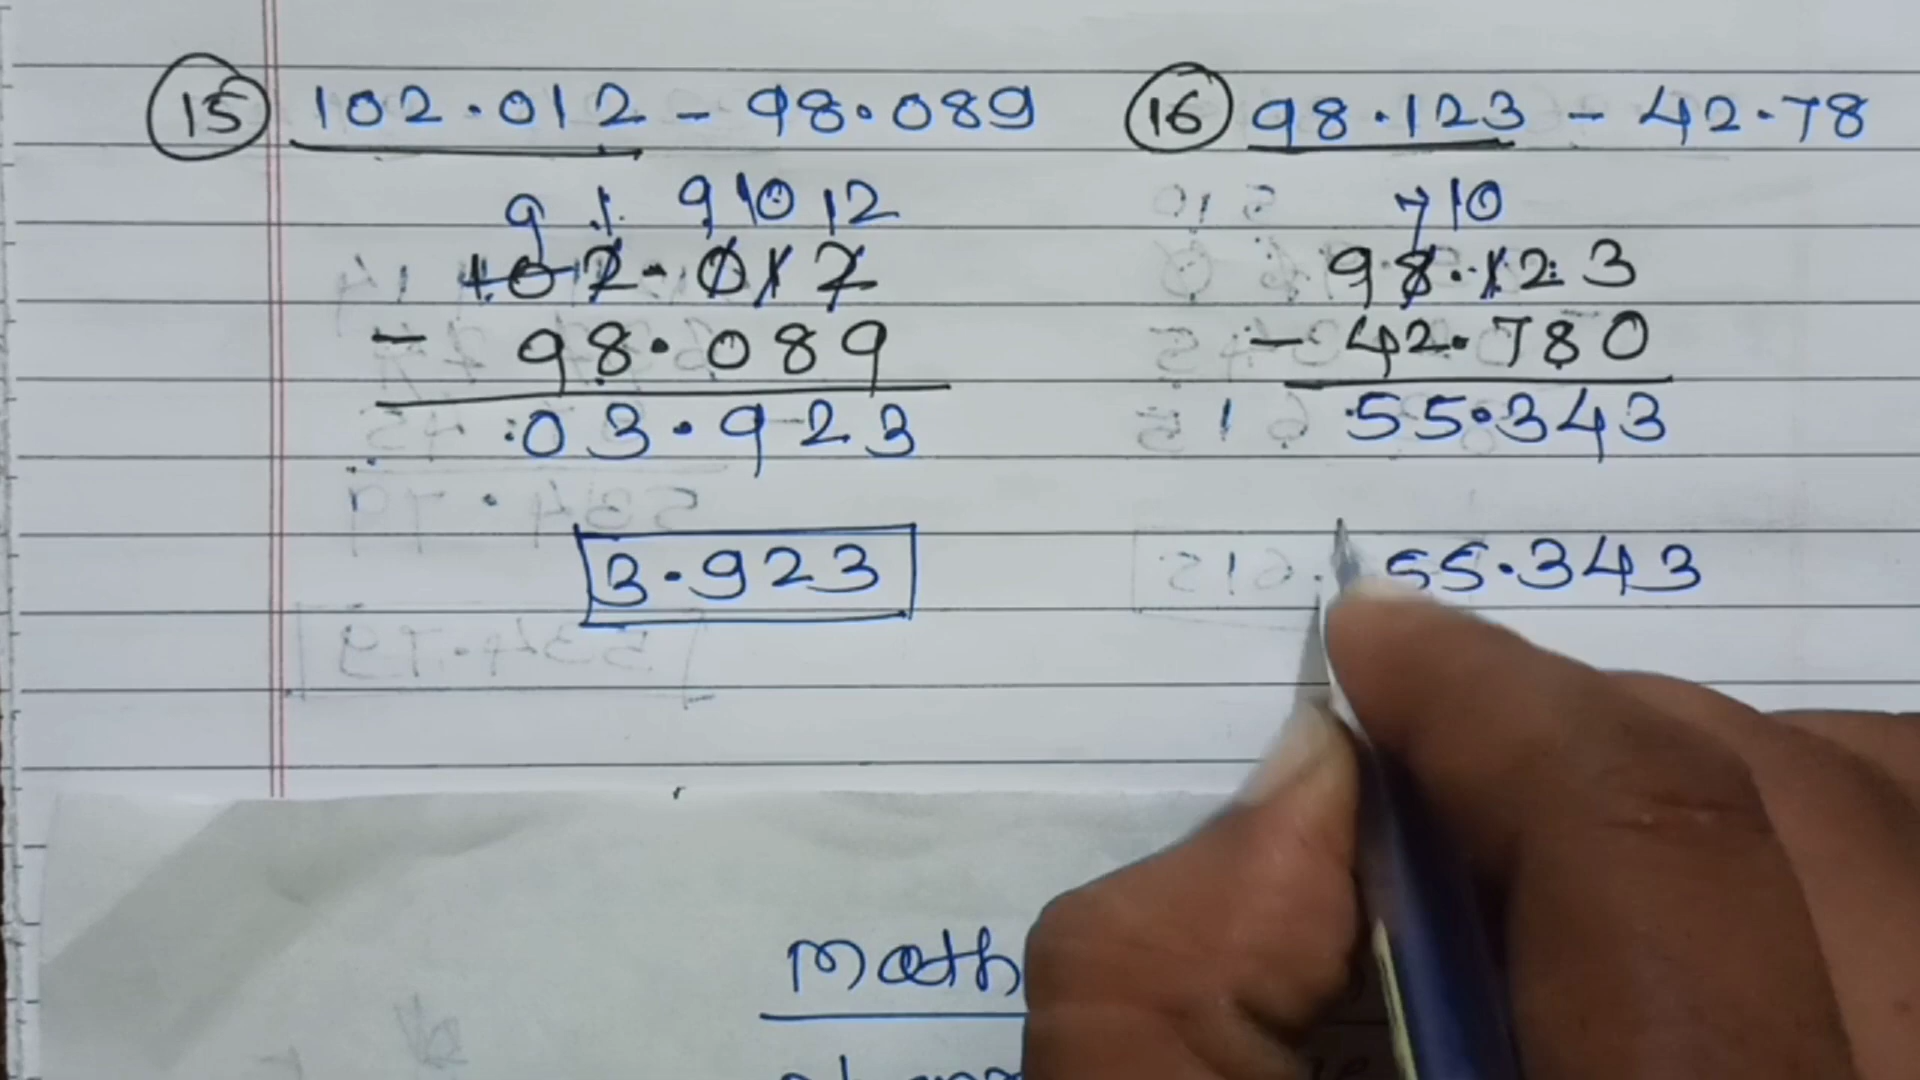 15 102.012 - 98.089
9 1 9 10 12
102.012
- 98.089
03.923
3.923
16 98.123 - 42.78
7 10
98.123
- 42.780
55.343
55.343
Math